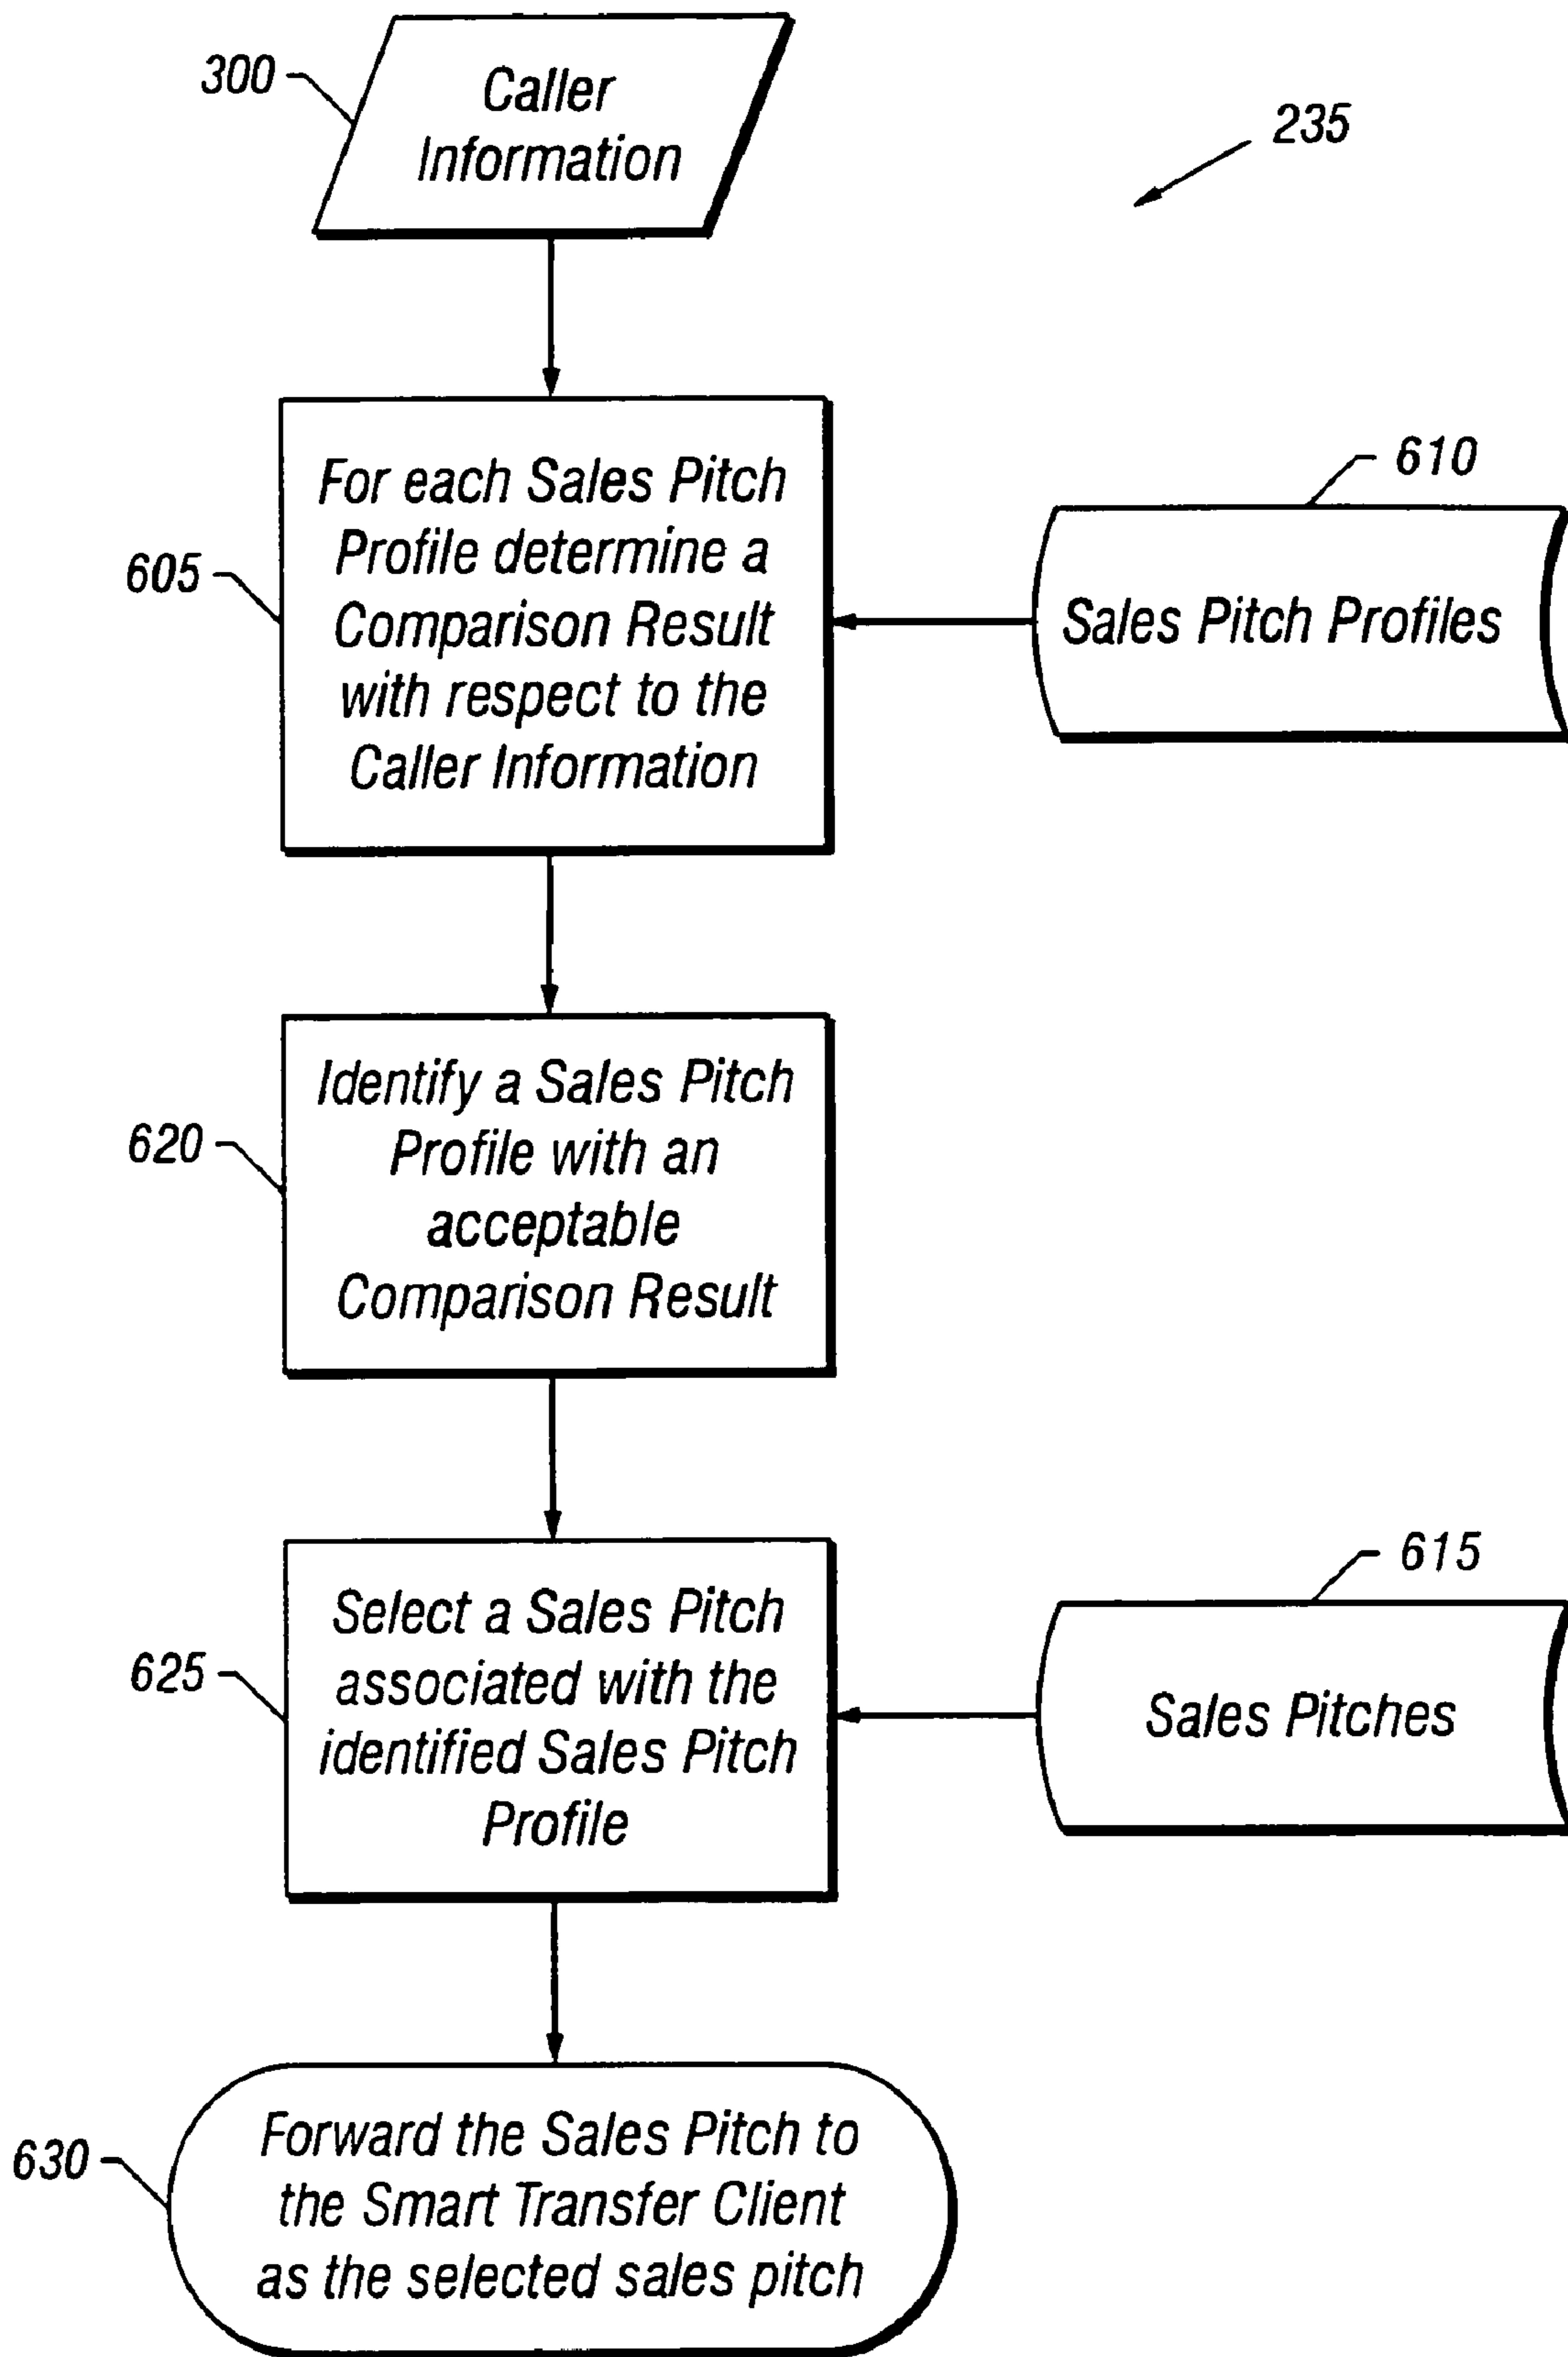 300
Caller
Information
235
605
For each Sales Pitch
Profile determine a
Comparison Result
with respect to the
Caller Information
610
Sales Pitch Profiles
620
Identify a Sales Pitch
Profile with an
acceptable
Comparison Result
625
Select a Sales Pitch
associated with the
identified Sales Pitch
Profile
615
Sales Pitches
630
Forward the Sales Pitch to
the Smart Transfer Client
as the selected sales pitch